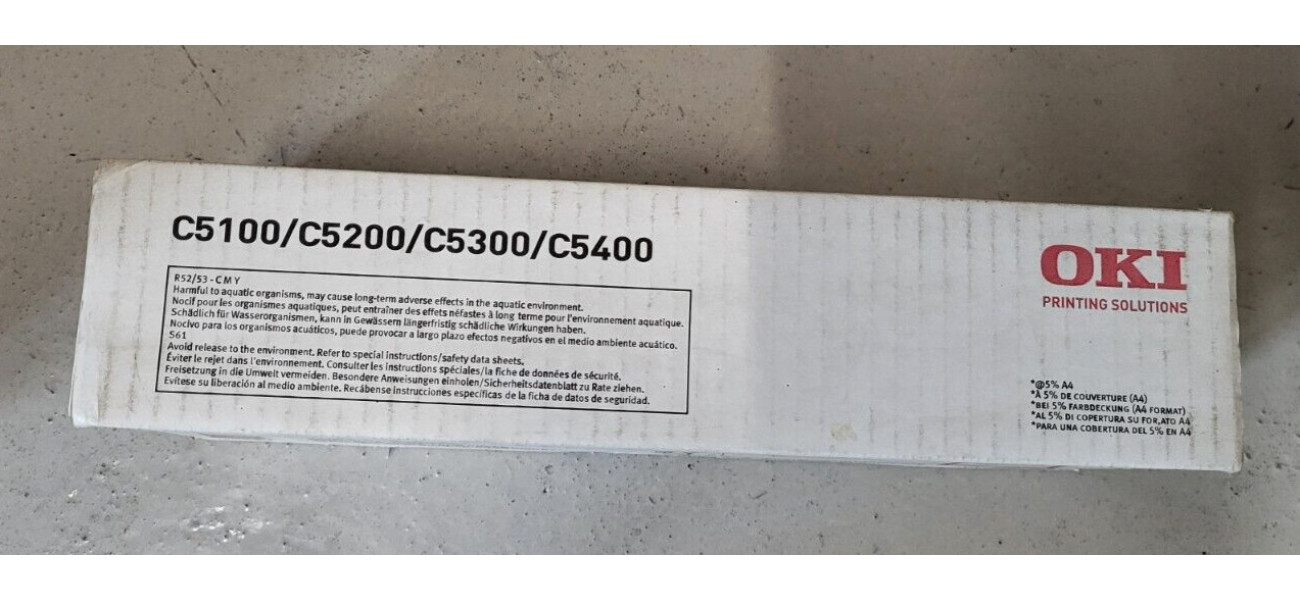 C5100/C5200/C5300/C5400
R52/53 - C M Y
Harmful to aquatic organisms, may cause long-term adverse effects in the aquatic environment.
Nocif pour les organismes aquatiques, peut entraîner des effets néfastes à long terme pour l'environnement aquatique.
Schädlich für Wasserorganismen, kann in Gewässern längerfristig schädliche Wirkungen haben.
Nocivo para los organismos acuáticos, puede provocar a largo plazo efectos negativos en el medio ambiente acuático.
S61
Avoid release to the environment. Refer to special instructions/safety data sheets.
Éviter le rejet dans l'environnement. Consulter les instructions spéciales/la fiche de données de sécurité.
Freisetzung in die Umwelt vermeiden. Besondere Anweisungen einholen/Sicherheitsdatenblatt zu Rate ziehen.
Evítese su liberación al medio ambiente. Recábense instrucciones específicas de la ficha de datos de seguridad.
OKI
PRINTING SOLUTIONS
*@5% A4
*À 5% DE COUVERTURE (A4)
*BEI 5% FARBDECKUNG (A4 FORMAT)
*AL 5% DI COPERTURA SU FOR,ATO A4
*PARA UNA COBERTURA DEL 5% EN A4